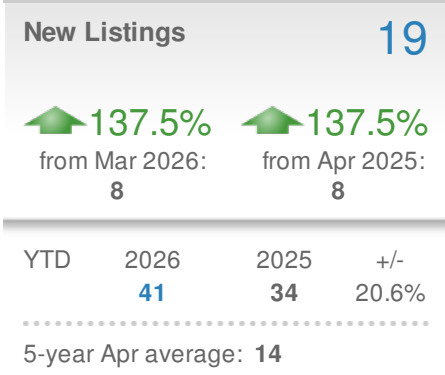 New Listings 19
137.5% 137.5%
from Mar 2026: from Apr 2025:
8 8
YTD 2026 2025 +/-
41 34 20.6%
5-year Apr average: 14